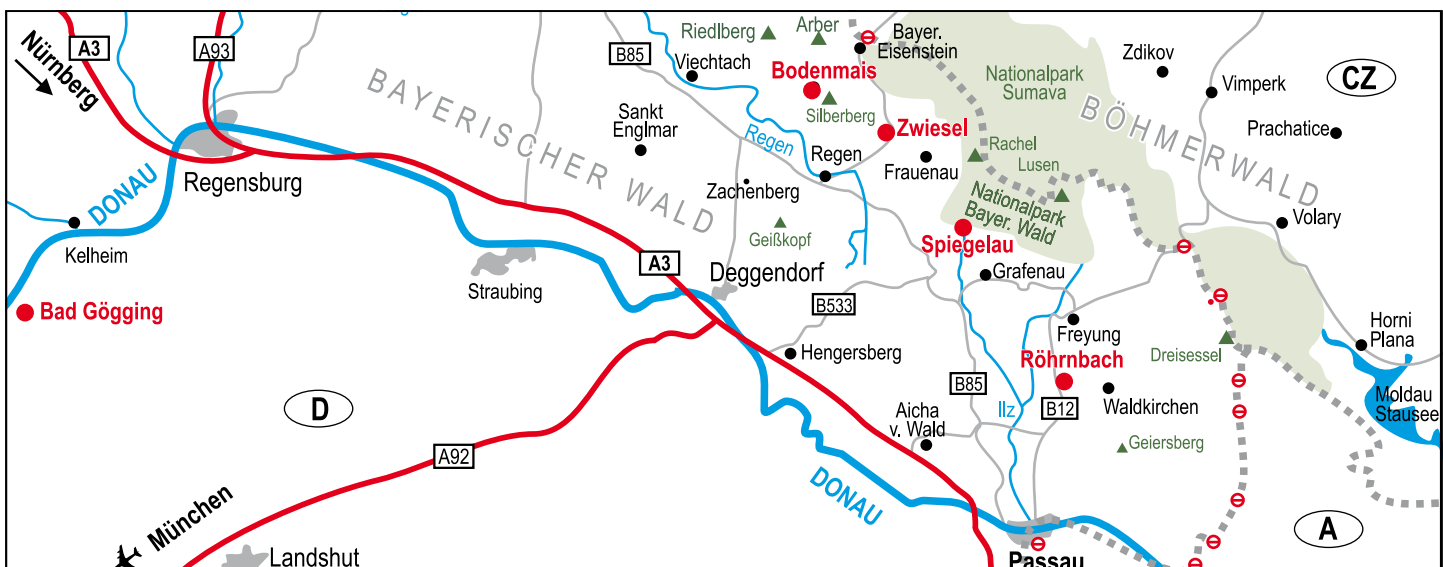 Nürnberg
A3
A93
B85
Riedlberg
Arber
Bayer.
Eisenstein
Viechtach
Bodenmais
Silberberg
Nationalpark
Sumava
Zdikov
Vimperk
CZ
Prachatice
BAYERISCHER WALD
BÖHMERWALD
Sankt
Englmar
Regen
Zwiesel
Regen
Frauenau
Rachel
Lusen
Zachenberg
Nationalpark
Bayer. Wald
Regensburg
DONAU
Kelheim
Geißkopf
Spiegelau
Volary
A3
Deggendorf
Grafenau
Straubing
Bad Gögging
B533
Freyung
Horni
Plana
Hengersberg
Röhrnbach
Dreisessel
B85
Ilz
B12
Waldkirchen
Moldau
Stausee
D
Aicha
v. Wald
Geiersberg
A92
DONAU
München
A
Landshut
Passau